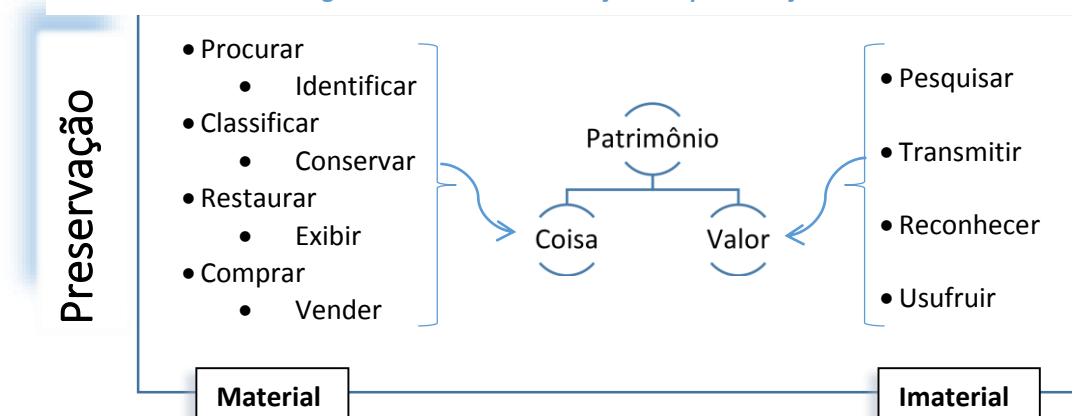 Preservação
• Procurar
• Identificar
• Classificar
• Conservar
• Restaurar
• Exibir
• Comprar
• Vender
Material
Patrimônio
Coisa
Valor
• Pesquisar
• Transmitir
• Reconhecer
• Usufruir
Imaterial